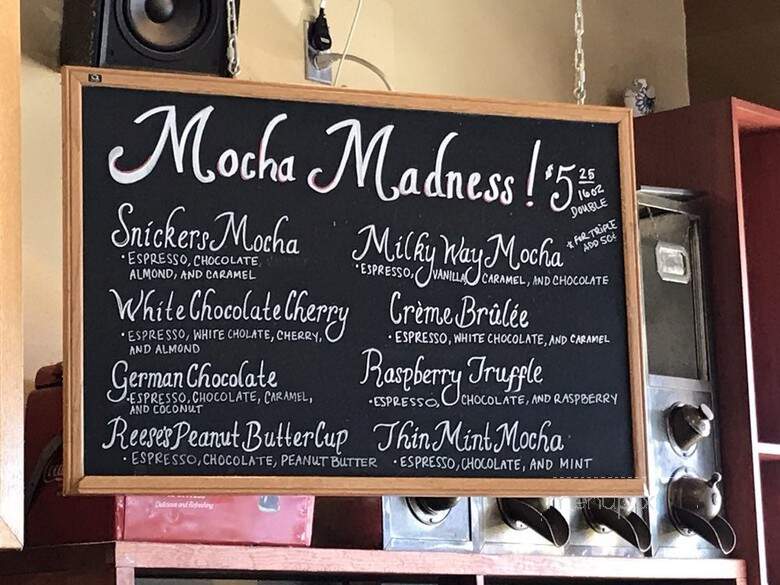 Mocha Madness! $5 25
16oz
DOUBLE
* FOR TRIPLE
ADD 50¢
Snickers Mocha
• ESPRESSO, CHOCOLATE,
ALMOND, AND CARAMEL
White Chocolate Cherry
• ESPRESSO, WHITE CHOLATE, CHERRY,
AND ALMOND
German Chocolate
• ESPRESSO, CHOCOLATE, CARAMEL,
AND COCONUT
Reese's Peanut Butter Cup
• ESPRESSO, CHOCOLATE, PEANUT BUTTER
Milky Way Mocha
• ESPRESSO, VANILLA, CARAMEL, AND CHOCOLATE
Crème Brûlée
• ESPRESSO, WHITE CHOCOLATE, AND CARAMEL
Raspberry Truffle
• ESPRESSO, CHOCOLATE, AND RASPBERRY
Thin Mint Mocha
• ESPRESSO, CHOCOLATE, AND MINT
Delicious and Refreshing